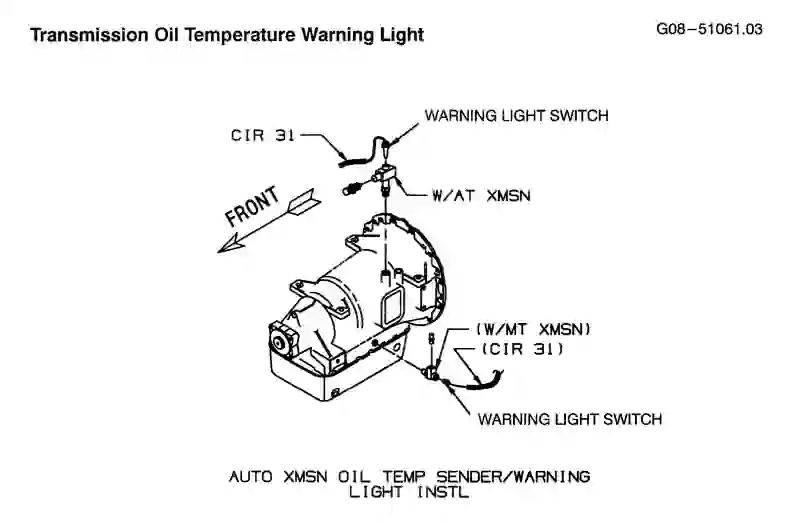 Transmission Oil Temperature Warning Light
G08-51061.03
WARNING LIGHT SWITCH
CIR 31
W/AT XMSN
FRONT
(W/MT XMSN)
(CIR 31)
WARNING LIGHT SWITCH
AUTO XMSN OIL TEMP SENDER/WARNING
LIGHT INSTL